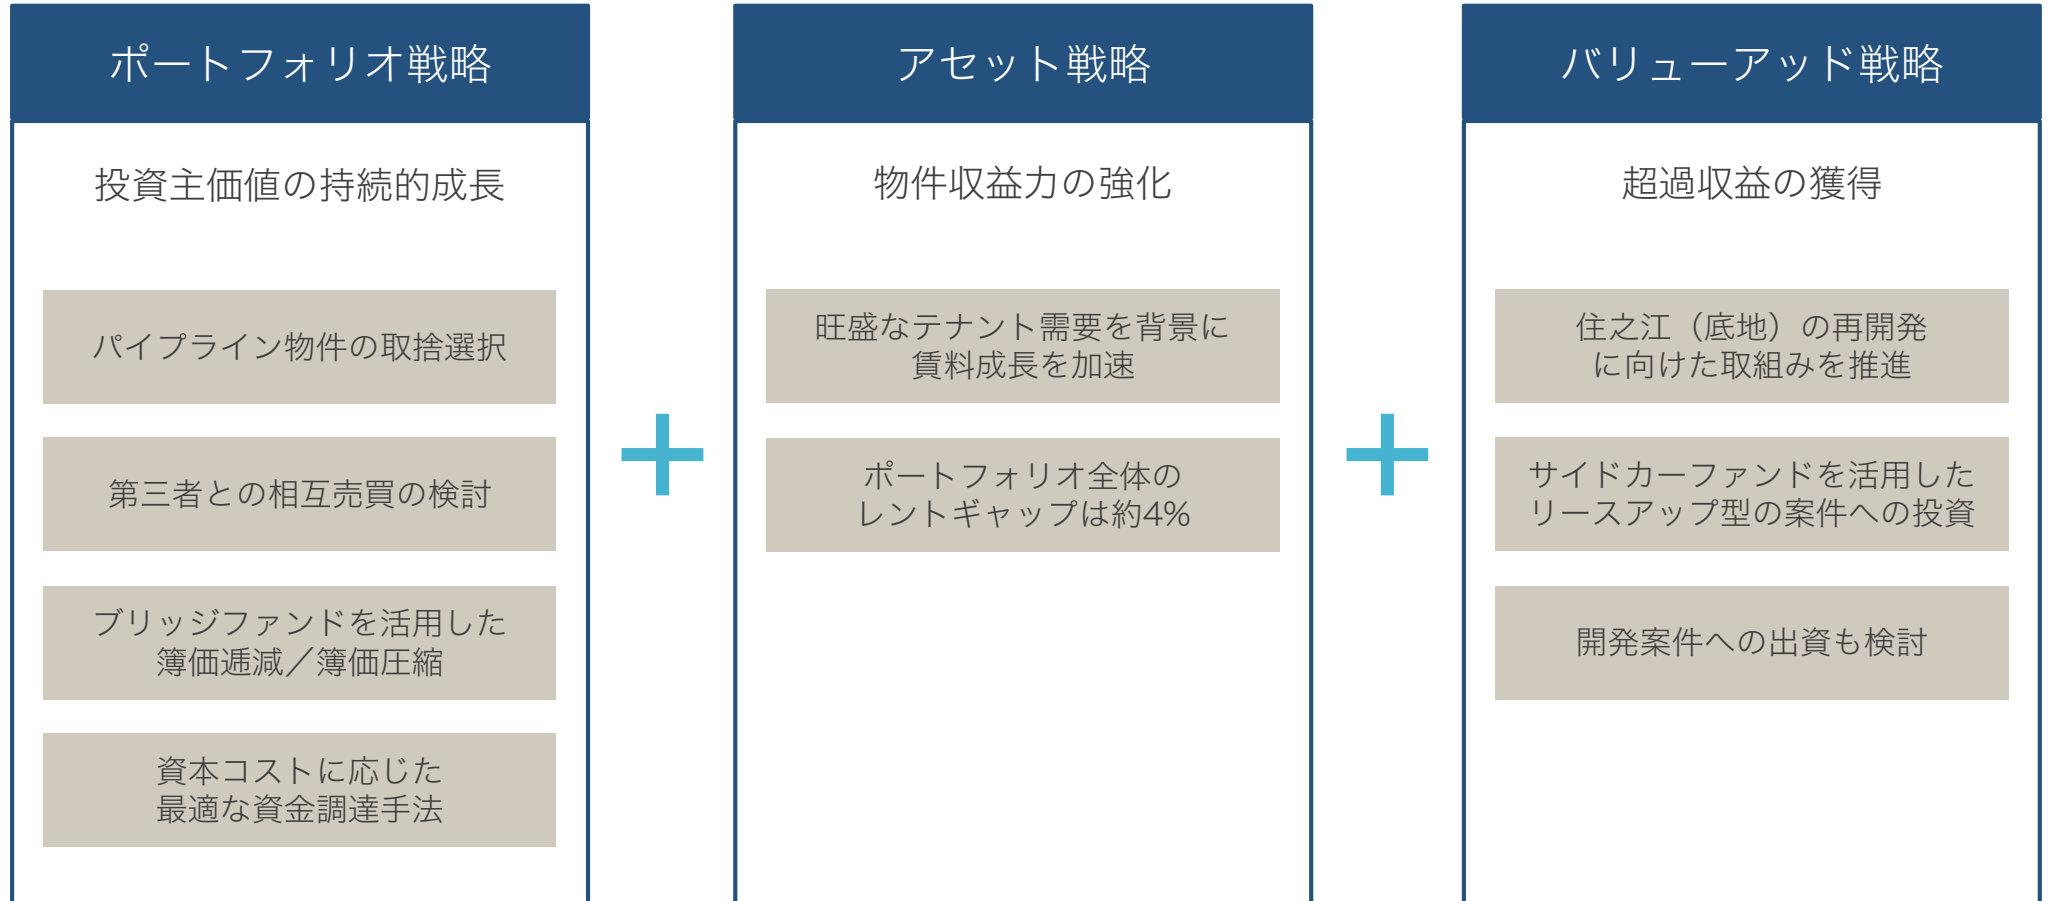 ポートフォリオ戦略
投資主価値の持続的成長
パイプライン物件の取捨選択
第三者との相互売買の検討
ブリッジファンドを活用した
簿価逓減／簿価圧縮
資本コストに応じた
最適な資金調達手法
アセット戦略
物件収益力の強化
旺盛なテナント需要を背景に
賃料成長を加速
ポートフォリオ全体の
レントギャップは約4%
バリューアッド戦略
超過収益の獲得
住之江（底地）の再開発
に向けた取組みを推進
サイドカーファンドを活用した
リースアップ型の案件への投資
開発案件への出資も検討